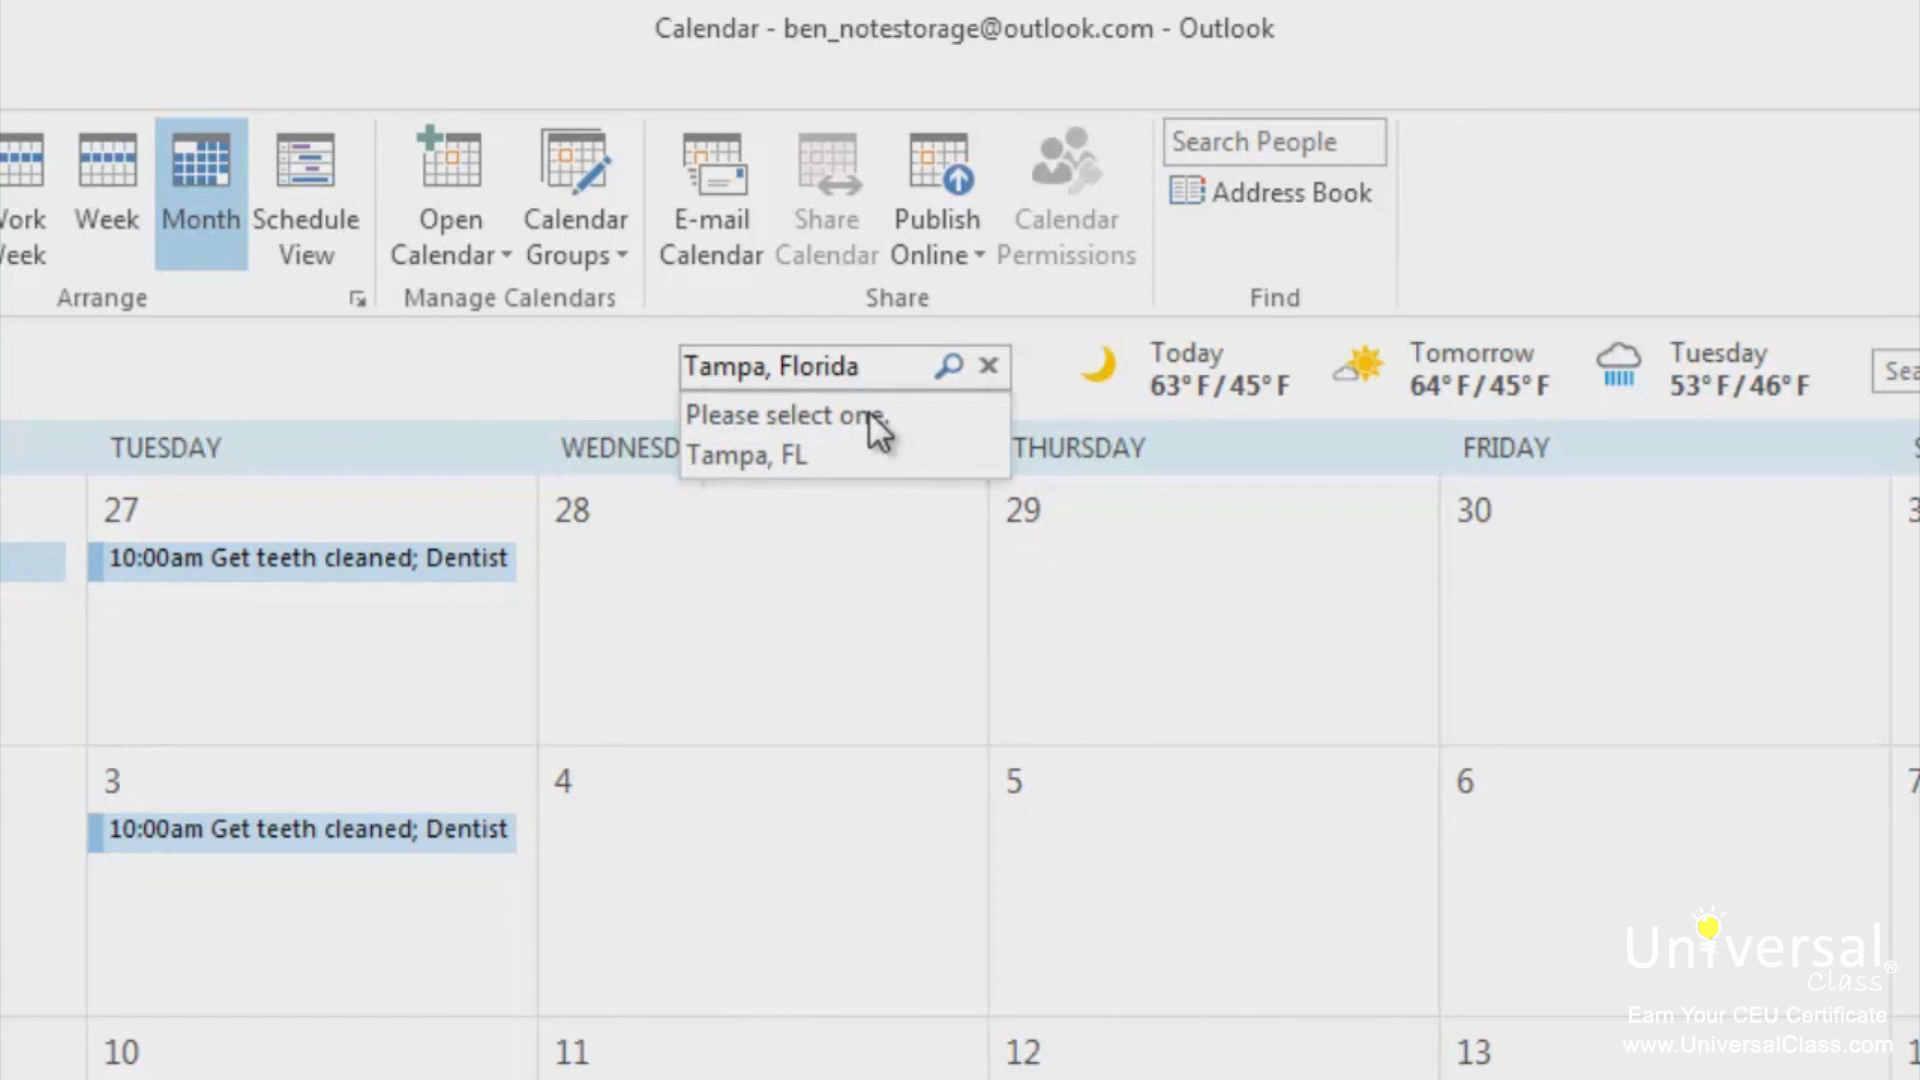 Calendar - ben_notestorage@outlook.com - Outlook
Week
Month
Schedule
View
Open
Calendar
Calendar
Groups
E-mail
Calendar
Share
Calendar
Publish
Online
Calendar
Permissions
Search People
Address Book
Arrange
Manage Calendars
Share
Find
Tampa, Florida
Please select one.
Tampa, FL
Today
63° F / 45° F
Tomorrow
64° F / 45° F
Tuesday
53° F / 46° F
TUESDAY
WEDNESD
THURSDAY
FRIDAY
27
28
29
30
10:00am Get teeth cleaned; Dentist
3
4
5
6
7
10:00am Get teeth cleaned; Dentist
10
11
12
13
Universal
Class
Earn Your CEU Certificate
www.UniversalClass.com